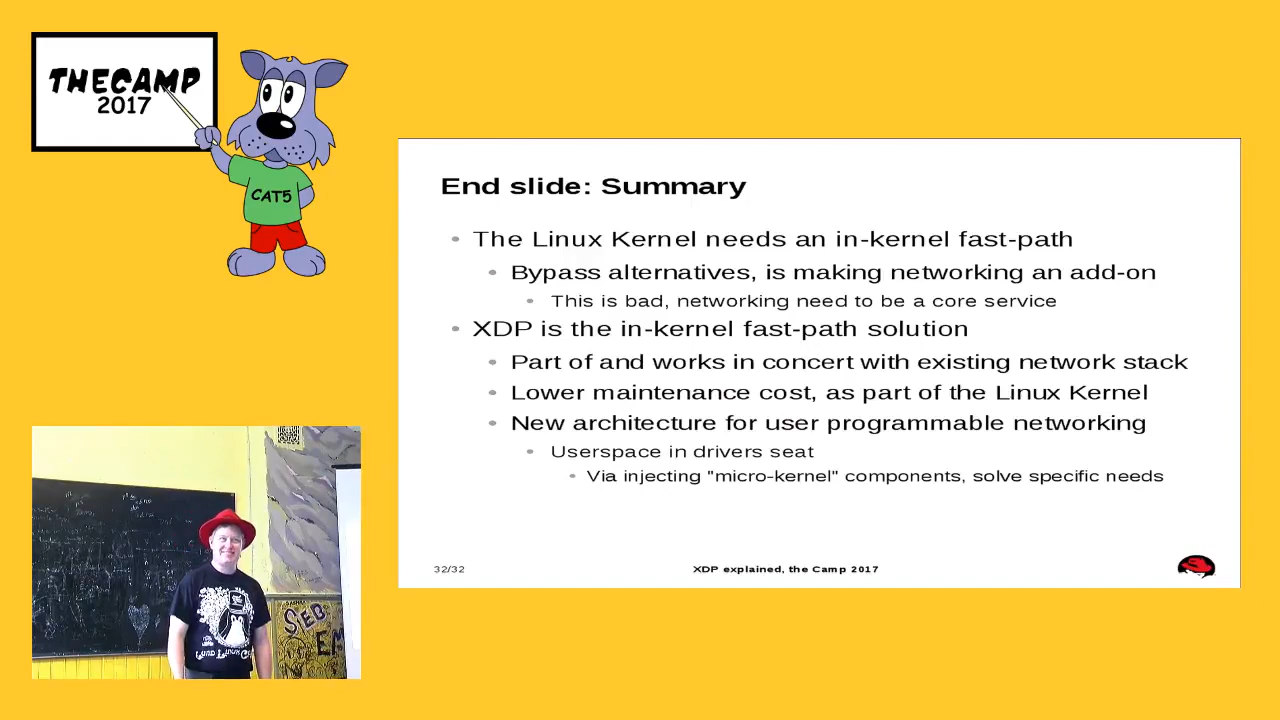 THECAMP
2017
CAT5
End slide: Summary
The Linux Kernel needs an in-kernel fast-path
Bypass alternatives, is making networking an add-on
This is bad, networking need to be a core service
XDP is the in-kernel fast-path solution
Part of and works in concert with existing network stack
Lower maintenance cost, as part of the Linux Kernel
New architecture for user programmable networking
Userspace in drivers seat
Via injecting "micro-kernel" components, solve specific needs
32/32
XDP explained, the Camp 2017